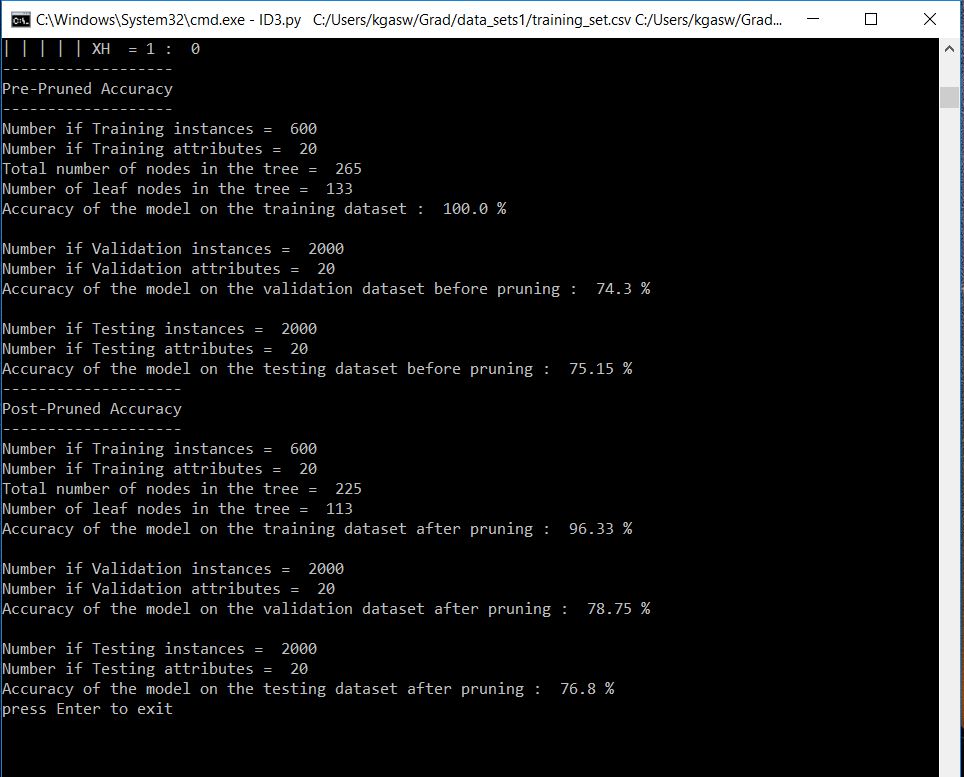 C:\Windows\System32\cmd.exe - ID3.py C:/Users/kgasw/Grad/data_sets1/training_set.csv C:/Users/kgasw/Grad...
| | | | | XH = 1 : 0
-------------------
Pre-Pruned Accuracy
-------------------
Number if Training instances = 600
Number if Training attributes = 20
Total number of nodes in the tree = 265
Number of leaf nodes in the tree = 133
Accuracy of the model on the training dataset : 100.0 %
Number if Validation instances = 2000
Number if Validation attributes = 20
Accuracy of the model on the validation dataset before pruning : 74.3 %
Number if Testing instances = 2000
Number if Testing attributes = 20
Accuracy of the model on the testing dataset before pruning : 75.15 %
--------------------
Post-Pruned Accuracy
--------------------
Number if Training instances = 600
Number if Training attributes = 20
Total number of nodes in the tree = 225
Number of leaf nodes in the tree = 113
Accuracy of the model on the training dataset after pruning : 96.33 %
Number if Validation instances = 2000
Number if Validation attributes = 20
Accuracy of the model on the validation dataset after pruning : 78.75 %
Number if Testing instances = 2000
Number if Testing attributes = 20
Accuracy of the model on the testing dataset after pruning : 76.8 %
press Enter to exit